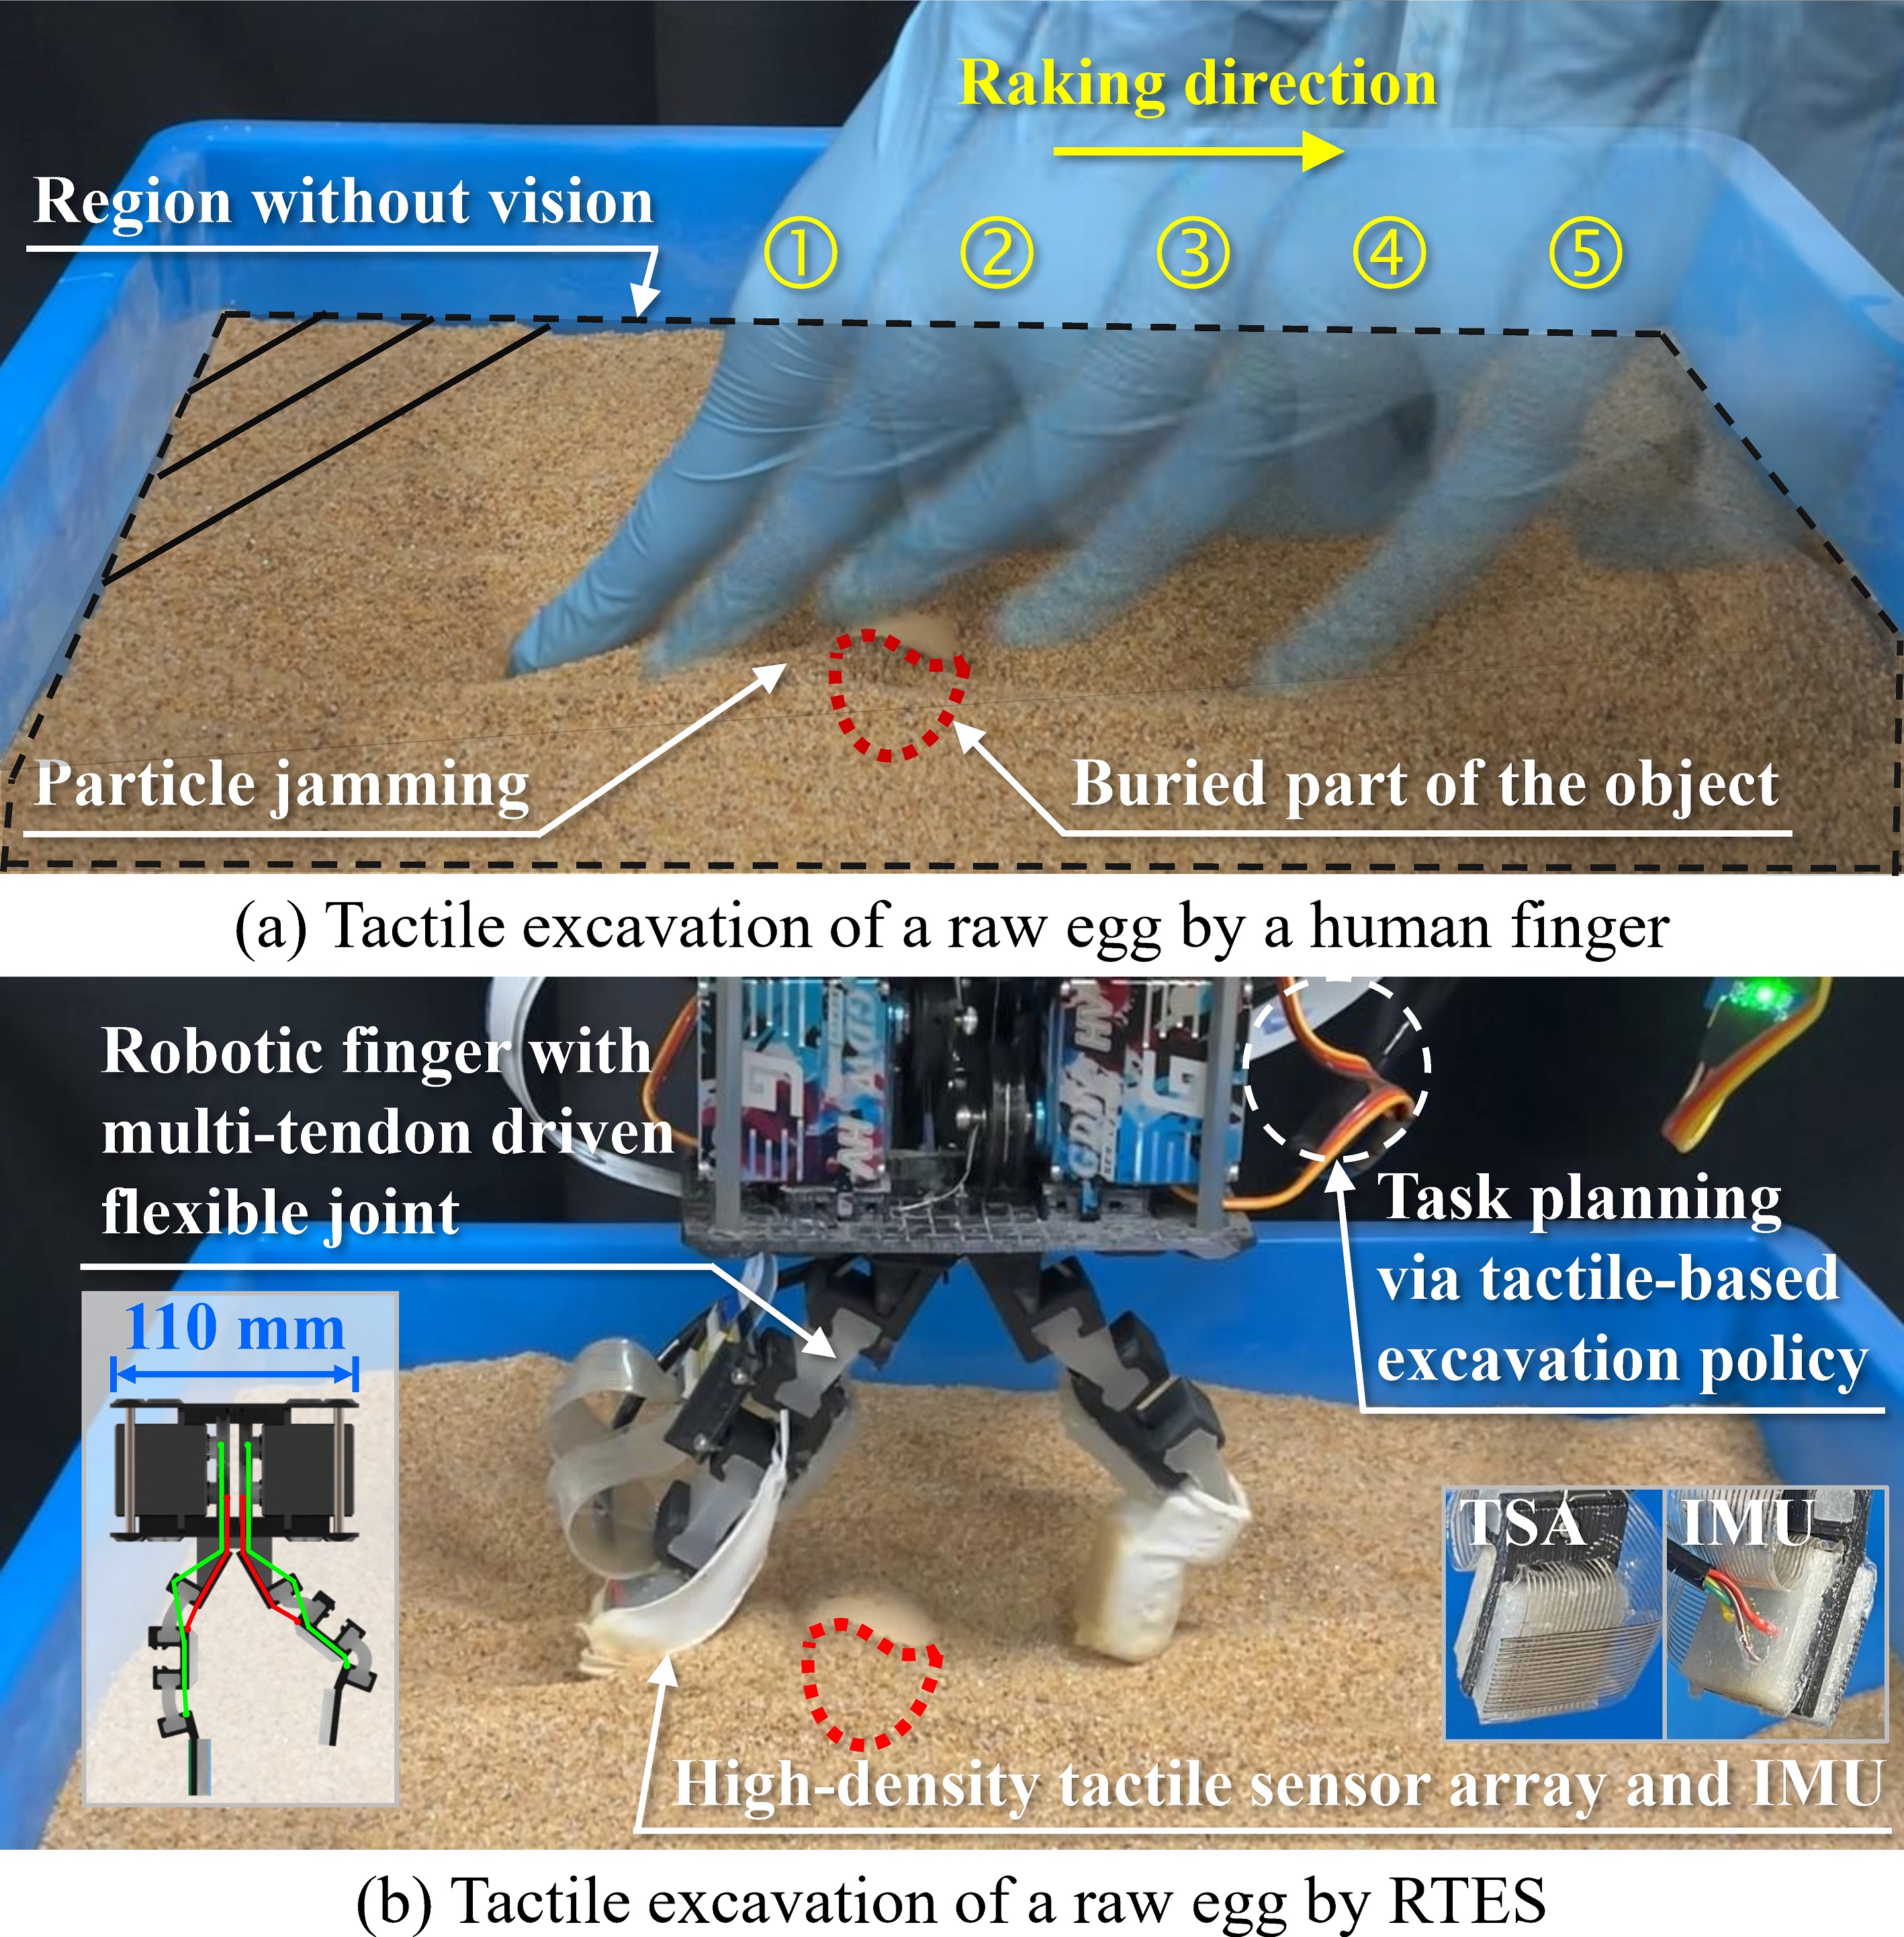 Raking direction
Region without vision
① ② ③ ④ ⑤
Particle jamming
Buried part of the object
(a) Tactile excavation of a raw egg by a human finger
Robotic finger with
multi-tendon driven
flexible joint
Task planning
via tactile-based
excavation policy
110 mm
TSA
IMU
High-density tactile sensor array and IMU
(b) Tactile excavation of a raw egg by RTES